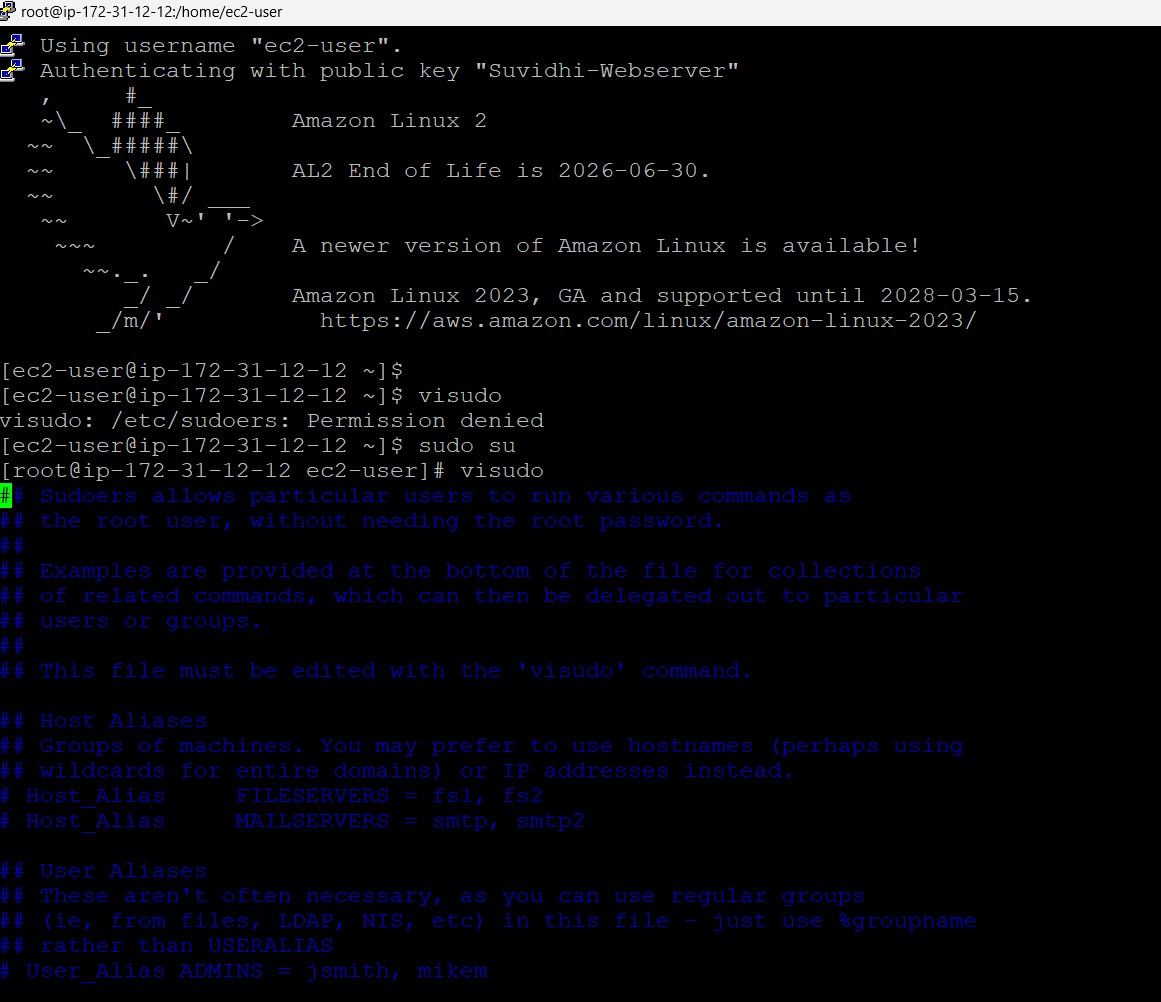 root@ip-172-31-12-12:/home/ec2-user
Using username "ec2-user".
Authenticating with public key "Suvidhi-Webserver"
   ,      #_
   ~\_  ####_        Amazon Linux 2
  ~~  \_#####\
  ~~     \###|       AL2 End of Life is 2026-06-30.
  ~~       \#/ ___
   ~~       V~' '->
    ~~~         /    A newer version of Amazon Linux is available!
      ~~._.   _/
         _/ _/       Amazon Linux 2023, GA and supported until 2028-03-15.
       _/m/'           https://aws.amazon.com/linux/amazon-linux-2023/
[ec2-user@ip-172-31-12-12 ~]$
[ec2-user@ip-172-31-12-12 ~]$ visudo
visudo: /etc/sudoers: Permission denied
[ec2-user@ip-172-31-12-12 ~]$ sudo su
[root@ip-172-31-12-12 ec2-user]# visudo
## Sudoers allows particular users to run various commands as
## the root user, without needing the root password.
##
## Examples are provided at the bottom of the file for collections
## of related commands, which can then be delegated out to particular
## users or groups.
##
## This file must be edited with the 'visudo' command.
## Host Aliases
## Groups of machines. You may prefer to use hostnames (perhaps using
## wildcards for entire domains) or IP addresses instead.
# Host_Alias     FILESERVERS = fs1, fs2
# Host_Alias     MAILSERVERS = smtp, smtp2
## User Aliases
## These aren't often necessary, as you can use regular groups
## (ie, from files, LDAP, NIS, etc) in this file - just use %groupname
## rather than USERALIAS
# User_Alias ADMINS = jsmith, mikem